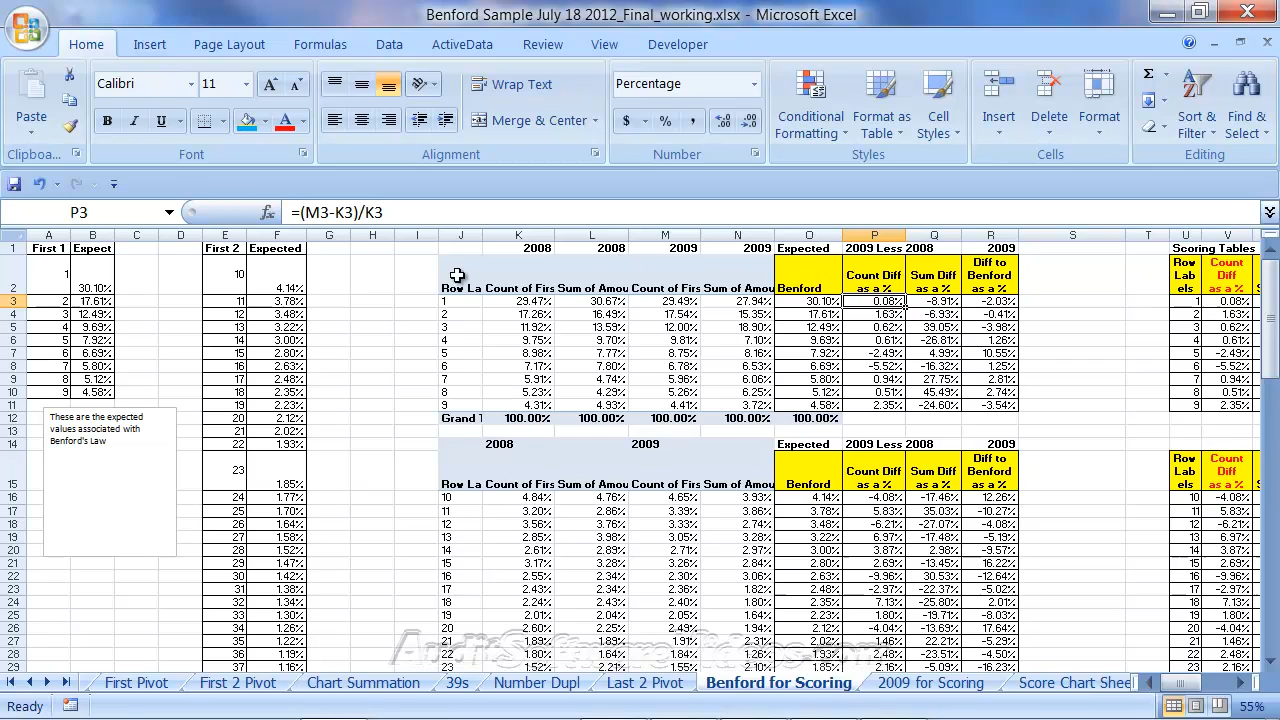 Benford Sample July 18 2012_Final_working.xlsx - Microsoft Excel
Home Insert Page Layout Formulas Data ActiveData Review View Developer
Calibri 11 Wrap Text Percentage
Paste Merge & Center $ % , Conditional Formatting Format as Table Cell Styles Insert Delete Format Sort & Filter Find & Select
Clipboa... Font Alignment Number Styles Cells Editing
P3 fx =(M3-K3)/K3
A B C D E F G H I J K L M N O P Q R S T U V
1 First 1 Expect First 2 Expected 2008 2008 2009 2009 Expected 2009 Less 2008 2009 Scoring Tables
Row Count
1 10 Count Diff Sum Diff Diff to Benford Lab Diff
2 30.10% 4.14% Row La Count of Firs Sum of Amou Count of Firs Sum of Amou Benford as a % as a % as a % els as a %
3 2 17.61% 11 3.78% 1 29.47% 30.67% 29.49% 27.94% 30.10% 0.08% -8.91% -2.03% 1 0.08%
4 3 12.49% 12 3.46% 2 17.26% 16.49% 17.54% 15.35% 17.61% 1.63% -6.93% -0.41% 2 1.63%
5 4 9.69% 13 3.22% 3 11.92% 13.59% 12.00% 18.90% 12.49% 0.62% 39.05% -3.98% 3 0.62%
6 5 7.92% 14 3.00% 4 9.75% 9.70% 9.81% 7.10% 9.69% 0.61% -26.81% 1.26% 4 0.61%
7 6 6.69% 15 2.80% 5 8.98% 7.77% 8.75% 8.16% 7.92% -2.49% 4.99% 10.55% 5 -2.49%
8 7 5.80% 16 2.63% 6 7.17% 7.80% 6.78% 6.53% 6.69% -5.52% -16.32% 1.25% 6 -5.52%
9 8 5.12% 17 2.48% 7 5.91% 4.74% 5.96% 6.06% 5.80% 0.94% 27.75% 2.81% 7 0.94%
10 9 4.58% 18 2.35% 8 5.23% 4.29% 5.26% 6.25% 5.12% 0.51% 45.49% 2.74% 8 0.51%
11 19 2.23% 9 4.31% 4.93% 4.41% 3.72% 4.58% 2.35% -24.60% -3.54% 9 2.35%
12 20 2.12% Grand T 100.00% 100.00% 100.00% 100.00% 100.00%
13 21 2.02%
14 22 1.93% 2008 2009 Expected 2009 Less 2008 2009
These are the expected values associated with Benford's Law
Row Count
23 Count Diff Sum Diff Diff to Benford Lab Diff
15 1.85% Row La Count of Firs Sum of Amou Count of Firs Sum of Amou Benford as a % as a % as a % els as a %
16 24 1.77% 10 4.84% 4.76% 4.65% 3.93% 4.14% -4.08% -17.46% 12.26% 10 -4.08%
17 25 1.70% 11 3.20% 2.86% 3.39% 3.86% 3.78% 5.83% 35.03% -10.27% 11 5.83%
18 26 1.64% 12 3.56% 3.76% 3.33% 2.74% 3.48% -6.21% -27.07% -4.08% 12 -6.21%
19 27 1.58% 13 2.85% 3.98% 3.05% 3.28% 3.22% 6.97% -17.48% -5.19% 13 6.97%
20 28 1.52% 14 2.61% 2.89% 2.71% 3.00% 3.87% 2.98% -9.57% 14 3.87%
21 29 1.47% 15 3.17% 3.26% 3.26% 2.84% 2.80% 2.69% -13.45% 16.22% 15 2.69%
22 30 1.42% 16 2.55% 2.34% 2.30% 3.06% 2.63% -9.96% 30.53% -12.64% 16 -9.96%
23 31 1.38% 17 2.43% 2.34% 2.36% 1.62% 2.48% -2.97% 22.37% -5.02% 17 -2.97%
24 32 1.34% 18 2.24% 2.43% 2.40% 1.80% 2.35% 7.13% -25.80% 2.01% 18 7.13%
25 33 1.30% 19 2.01% 2.04% 2.05% 1.64% 2.23% 1.80% -19.71% -8.03% 19 1.80%
26 34 1.26% 20 2.60% 2.25% 2.49% 1.94% 2.12% -4.04% -13.69% 17.64% 20 -4.04%
27 35 1.22% 21 1.89% 2.02% 1.46% 22.21% -5.29% 21 1.46%
28 36 1.19% 22 1.64% 1.84% 1.93% 2.48% -23.51% -4.50% 22 2.48%
29 37 1.16% 23 1.52% 1.85% 2.16% -5.09% -16.23% 23 2.16%
AuditSoftwareVideos.com
First Pivot First 2 Pivot Chart Summation 39s Number Dupl Last 2 Pivot Benford for Scoring 2009 for Scoring Score Chart Shee
Ready 55%